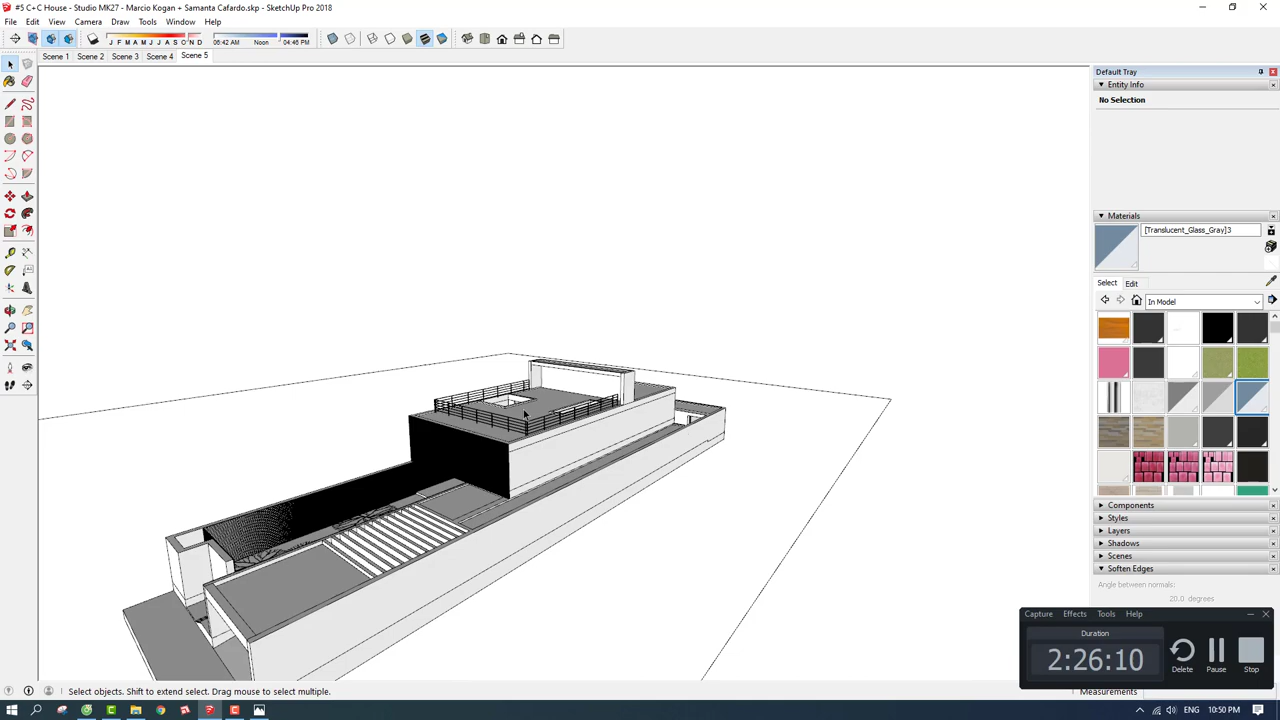 #5 C+C House - Studio MK27 - Marcio Kogan + Samanta Cafardo.skp - SketchUp Pro 2018
File Edit View Camera Draw Tools Window Help
J F M A M J J A S O N D 06:42 AM Noon 04:46 PM
Scene 1 Scene 2 Scene 3 Scene 4 Scene 5
Default Tray
Entity Info
No Selection
Materials
[Translucent_Glass_Gray]3
Select Edit
In Model
Components
Styles
Layers
Shadows
Scenes
Soften Edges
Angle between normals:
20.0 degrees
Capture Effects Tools Help
Duration
2:26:10
Delete Pause Stop
Select objects. Shift to extend select. Drag mouse to select multiple.
Measurements
ENG 10:50 PM